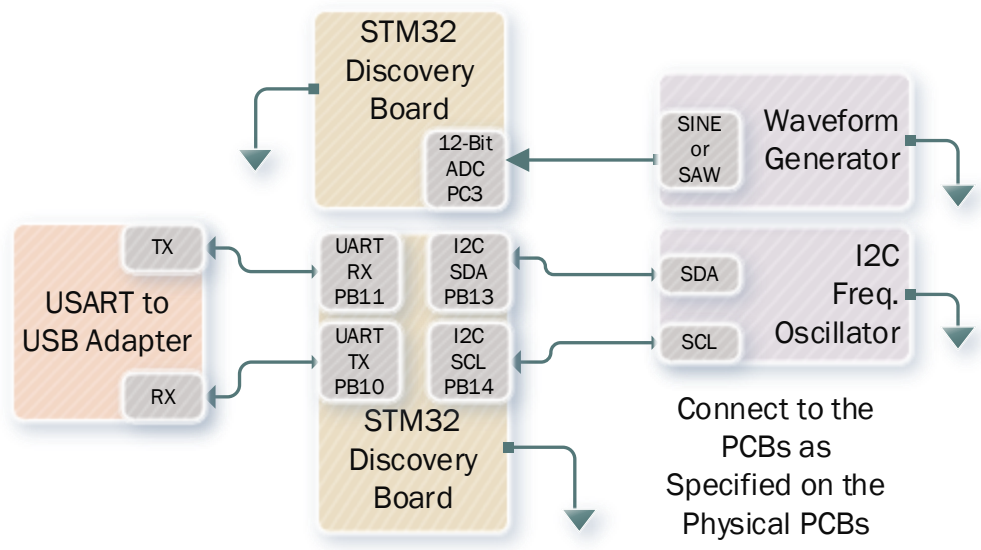 STM32
Discovery
Board
12-Bit
ADC
PC3
SINE
or
SAW
Waveform
Generator
TX
USART to
USB Adapter
RX
UART
RX
PB11
I2C
SDA
PB13
UART
TX
PB10
I2C
SCL
PB14
STM32
Discovery
Board
SDA
SCL
I2C
Freq.
Oscillator
Connect to the
PCBs as
Specified on the
Physical PCBs